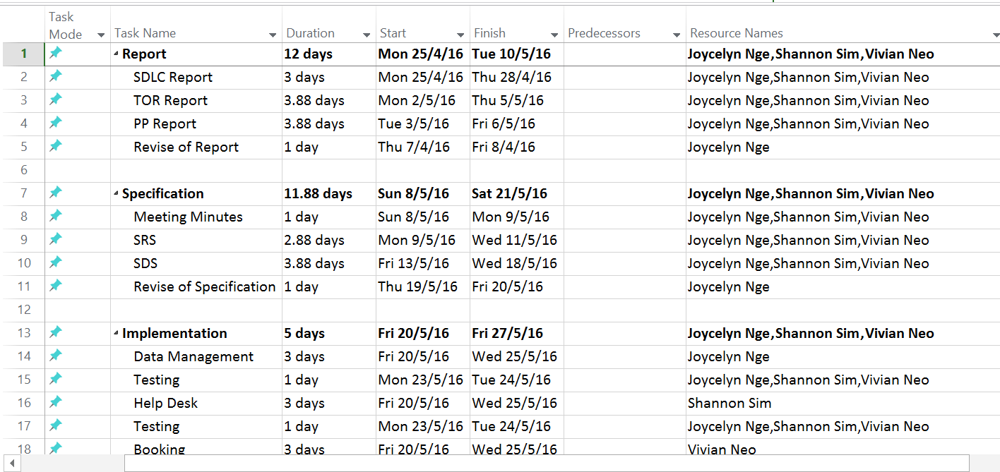 Task Mode Task Name Duration Start Finish Predecessors Resource Names
1 Report 12 days Mon 25/4/16 Tue 10/5/16 Joycelyn Nge,Shannon Sim,Vivian Neo
2 SDLC Report 3 days Mon 25/4/16 Thu 28/4/16 Joycelyn Nge,Shannon Sim,Vivian Neo
3 TOR Report 3.88 days Mon 2/5/16 Thu 5/5/16 Joycelyn Nge,Shannon Sim,Vivian Neo
4 PP Report 3.88 days Tue 3/5/16 Fri 6/5/16 Joycelyn Nge,Shannon Sim,Vivian Neo
5 Revise of Report 1 day Thu 7/4/16 Fri 8/4/16 Joycelyn Nge
6
7 Specification 11.88 days Sun 8/5/16 Sat 21/5/16 Joycelyn Nge,Shannon Sim,Vivian Neo
8 Meeting Minutes 1 day Sun 8/5/16 Mon 9/5/16 Joycelyn Nge,Shannon Sim,Vivian Neo
9 SRS 2.88 days Mon 9/5/16 Wed 11/5/16 Joycelyn Nge,Shannon Sim,Vivian Neo
10 SDS 3.88 days Fri 13/5/16 Wed 18/5/16 Joycelyn Nge,Shannon Sim,Vivian Neo
11 Revise of Specification 1 day Thu 19/5/16 Fri 20/5/16 Joycelyn Nge
12
13 Implementation 5 days Fri 20/5/16 Fri 27/5/16 Joycelyn Nge,Shannon Sim,Vivian Neo
14 Data Management 3 days Fri 20/5/16 Wed 25/5/16 Joycelyn Nge
15 Testing 1 day Mon 23/5/16 Tue 24/5/16 Joycelyn Nge,Shannon Sim,Vivian Neo
16 Help Desk 3 days Fri 20/5/16 Wed 25/5/16 Shannon Sim
17 Testing 1 day Mon 23/5/16 Tue 24/5/16 Joycelyn Nge,Shannon Sim,Vivian Neo
18 Booking 3 days Fri 20/5/16 Wed 25/5/16 Vivian Neo